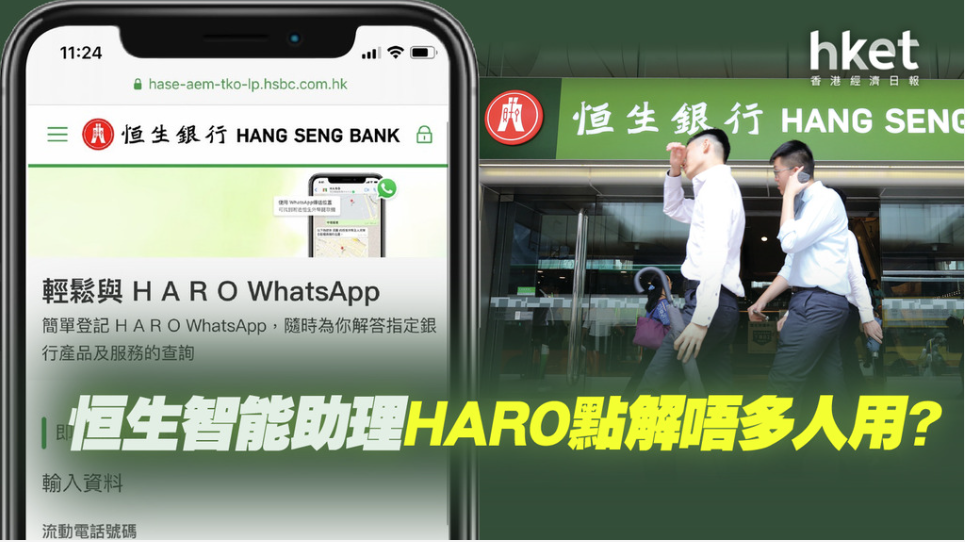 11:24
hase-aem-tko-lp.hsbc.com.hk
恒生銀行 HANG SENG BANK
輕鬆與 H A R O WhatsApp
簡單登記 H A R O WhatsApp，隨時為你解答指定銀
行產品及服務的查詢
即
輸入資料
流動電話號碼
hket
香港經濟日報
恒生銀行 HANG SENG
恒生智能助理HARO點解唔多人用?